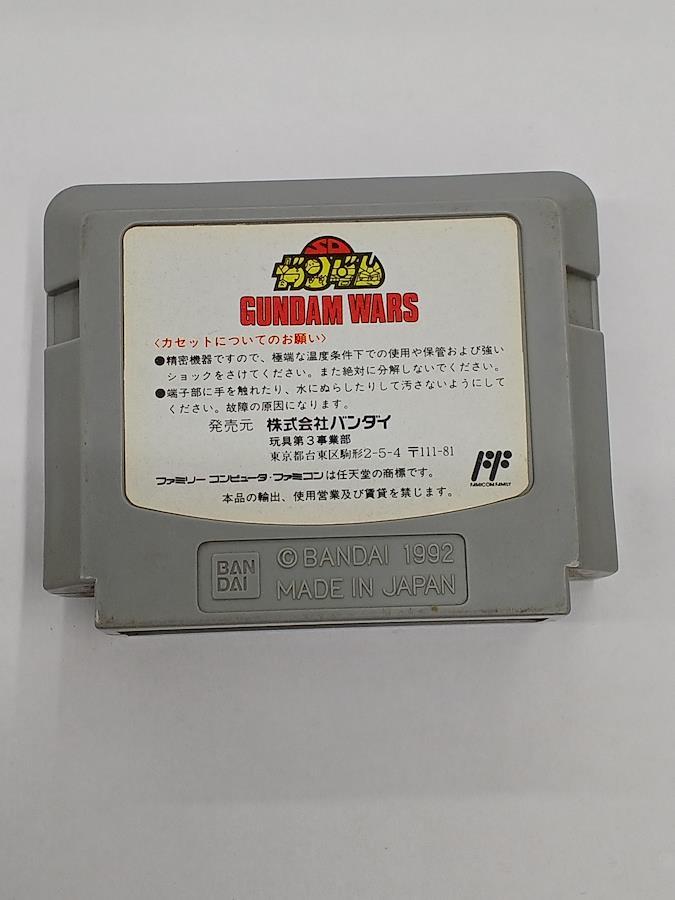 SD
ガンダム
GUNDAM WARS
〈カセットについてのお願い〉
●精密機器ですので、極端な温度条件下での使用や保管および強い
ショックをさけてください。また絶対に分解しないでください。
●端子部に手を触れたり、水にぬらしたりして汚さないようにして
ください。故障の原因になります。
発売元 株式会社バンダイ
玩具第3事業部
東京都台東区駒形2-5-4 〒111-81
ファミリーコンピュータ・ファミコンは任天堂の商標です。
本品の輸出、使用営業及び賃貸を禁じます。
FF
FAMICOM FAMILY
BAN
DAI
© BANDAI 1992
MADE IN JAPAN